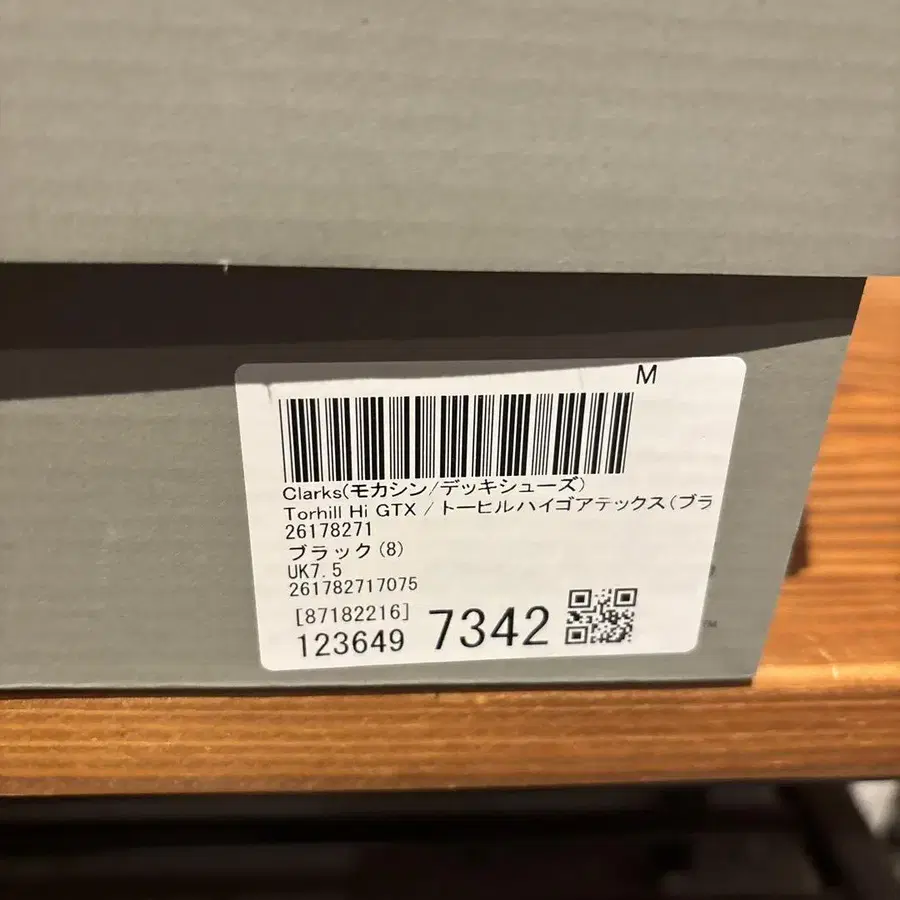 M
Clarks(モカシン/デッキシューズ)
Torhill Hi GTX / トーヒルハイゴアテックス(ブラ
26178271
ブラック(8)
UK7.5
261782717075
[87182216]
123649 7342
TM